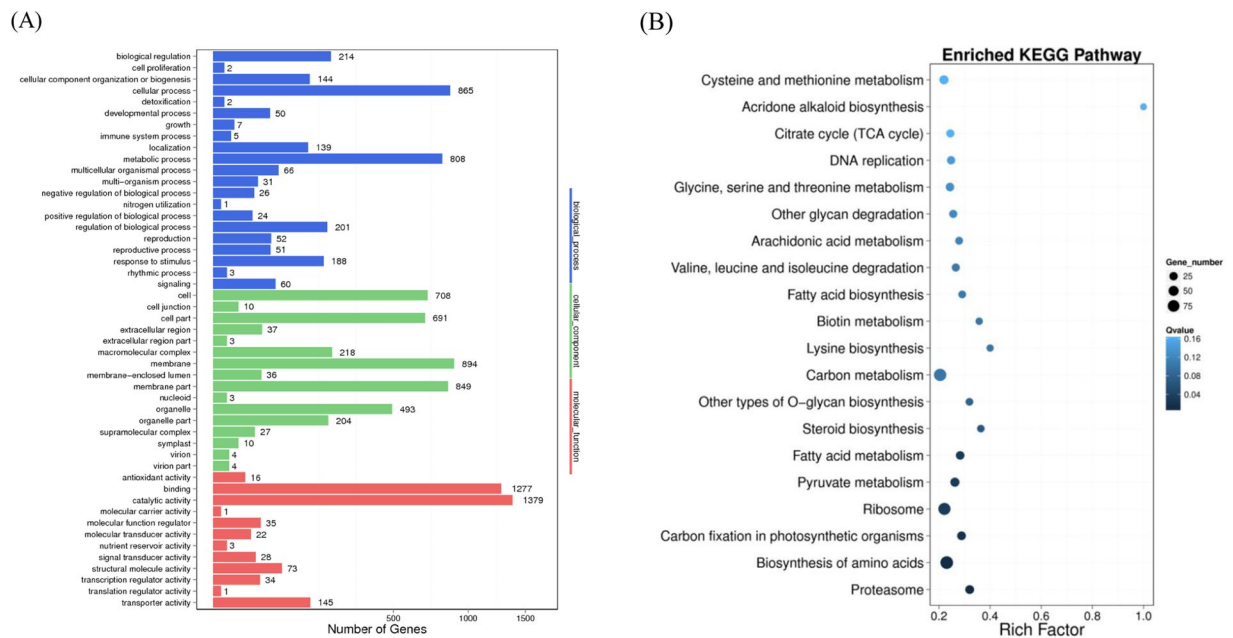 (A)
biological regulation 214
cell proliferation 2
cellular component organization or biogenesis 144
cellular process 865
detoxification 2
developmental process 50
growth 7
immune system process 5
localization 139
metabolic process 808
multicellular organismal process 66
multi-organism process 31
negative regulation of biological process 26
nitrogen utilization 1
positive regulation of biological process 24
regulation of biological process 201
reproduction 52
reproductive process 51
response to stimulus 188
rhythmic process 3
signaling 60
cell 708
cell junction 10
cell part 691
extracellular region 37
extracellular region part 3
macromolecular complex 218
membrane 894
membrane-enclosed lumen 36
membrane part 849
nucleoid 3
organelle 493
organelle part 204
supramolecular complex 27
symplast 10
virion 4
virion part 4
antioxidant activity 16
binding 1277
catalytic activity 1379
molecular carrier activity 1
molecular function regulator 35
molecular transducer activity 22
nutrient reservoir activity 3
signal transducer activity 28
structural molecule activity 73
transcription regulator activity 34
translation regulator activity 1
transporter activity 145
500 1000 1500
Number of Genes
biological_process
cellular_component
molecular_function
(B)
Enriched KEGG Pathway
Cysteine and methionine metabolism
Acridone alkaloid biosynthesis
Citrate cycle (TCA cycle)
DNA replication
Glycine, serine and threonine metabolism
Other glycan degradation
Arachidonic acid metabolism
Valine, leucine and isoleucine degradation
Fatty acid biosynthesis
Biotin metabolism
Lysine biosynthesis
Carbon metabolism
Other types of O-glycan biosynthesis
Steroid biosynthesis
Fatty acid metabolism
Pyruvate metabolism
Ribosome
Carbon fixation in photosynthetic organisms
Biosynthesis of amino acids
Proteasome
0.2 0.4 0.6 0.8 1.0
Rich Factor
Gene_number
25
50
75
Qvalue
0.16
0.12
0.08
0.04